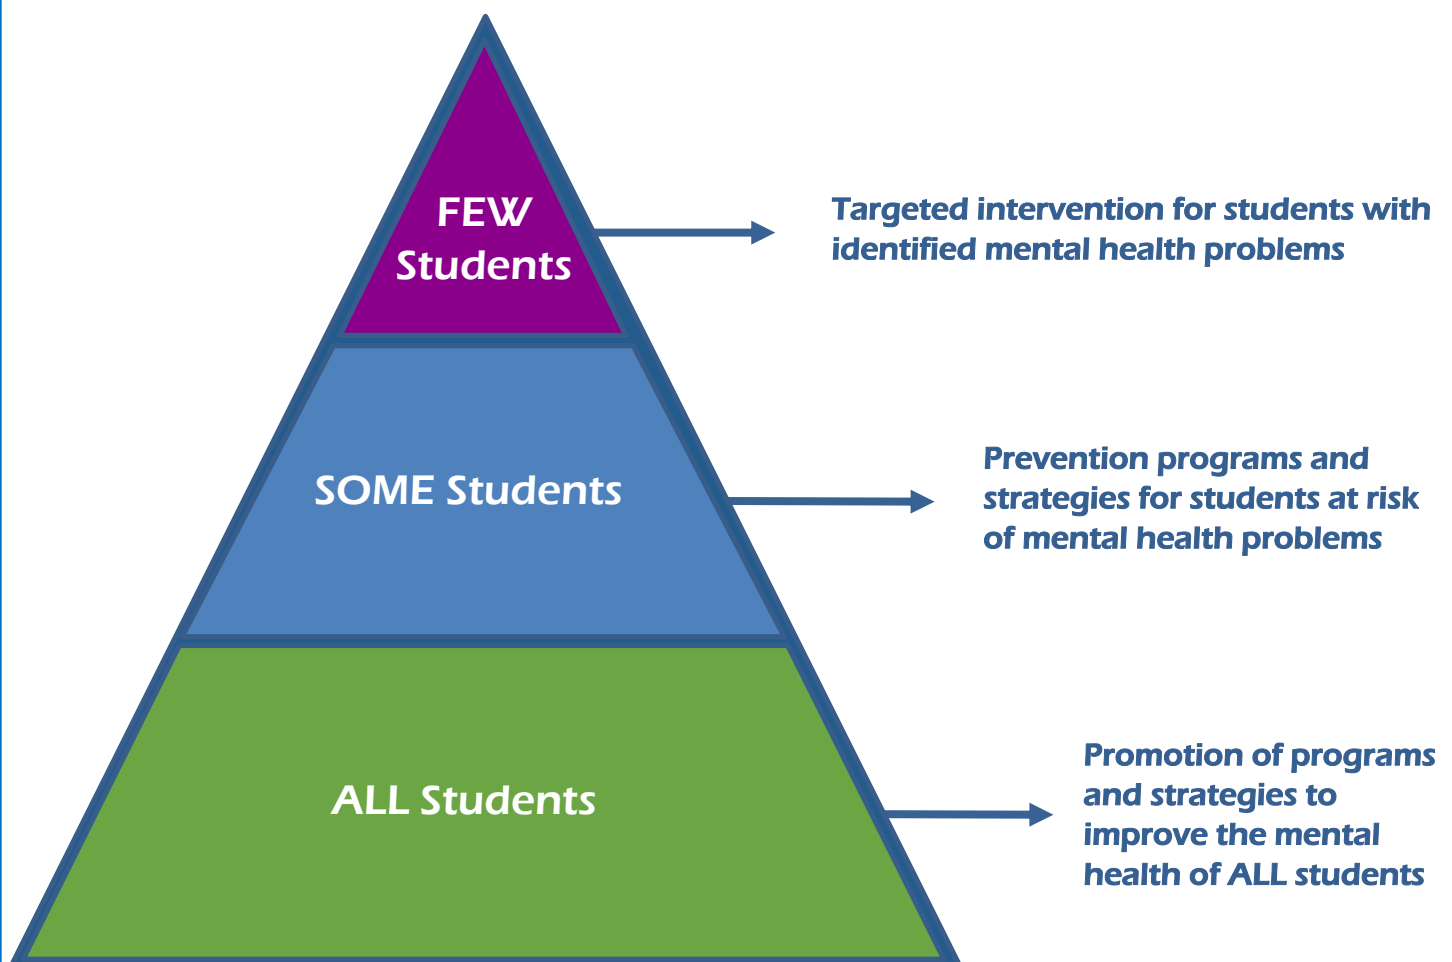 FEW
Students
Targeted intervention for students with
identified mental health problems
SOME Students
Prevention programs and
strategies for students at risk
of mental health problems
ALL Students
Promotion of programs
and strategies to
improve the mental
health of ALL students